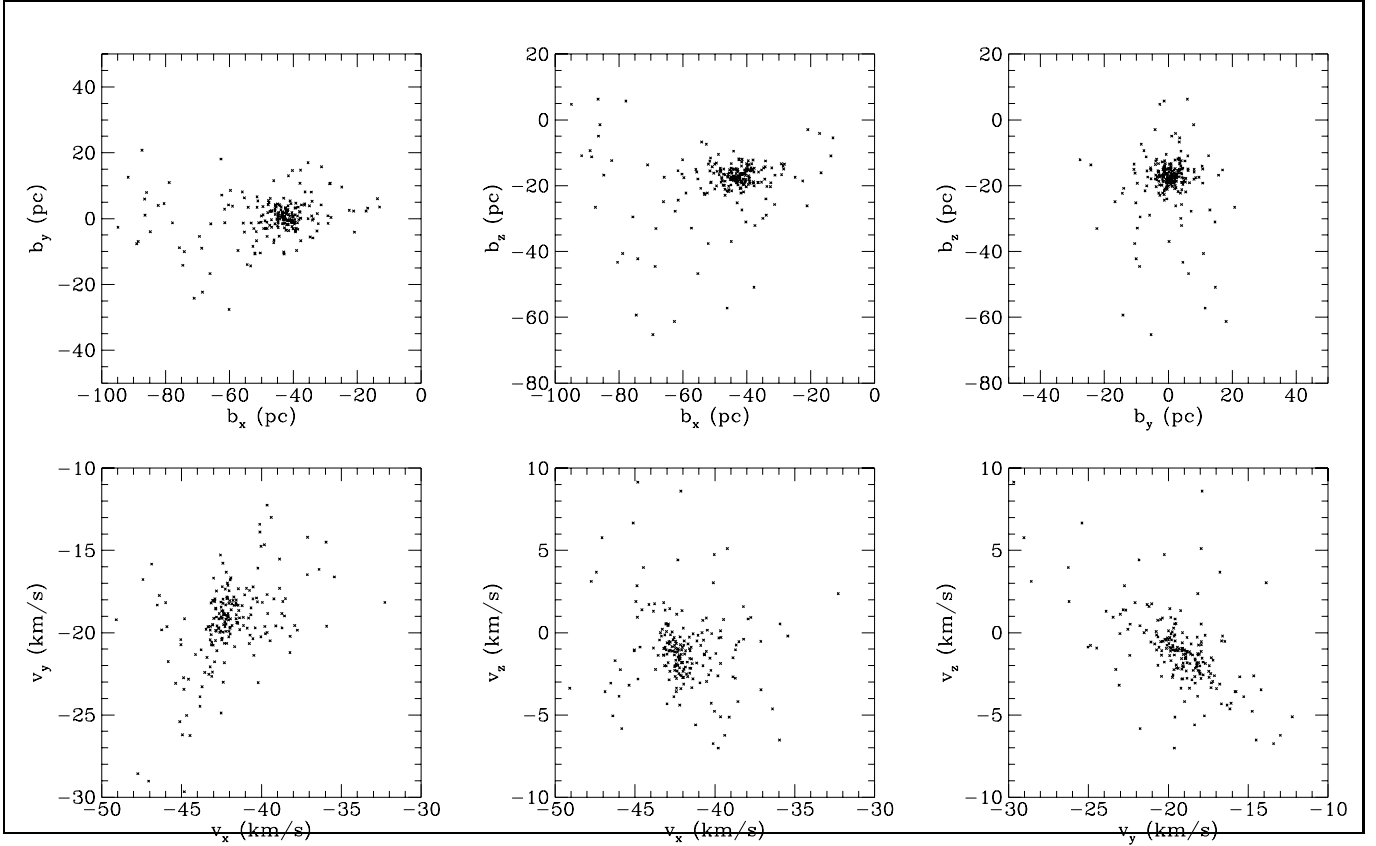 40
20
0
−20
−40
b_y (pc)
−100 −80 −60 −40 −20 0
b_x (pc)
20
0
−20
−40
−60
−80
b_z (pc)
−100 −80 −60 −40 −20 0
b_x (pc)
20
0
−20
−40
−60
−80
b_z (pc)
−40 −20 0 20 40
b_y (pc)
−10
−15
−20
−25
−30
v_y (km/s)
−50 −45 −40 −35 −30
v_x (km/s)
10
5
0
−5
−10
v_z (km/s)
−50 −45 −40 −35 −30
v_x (km/s)
10
5
0
−5
−10
v_z (km/s)
−30 −25 −20 −15 −10
v_y (km/s)